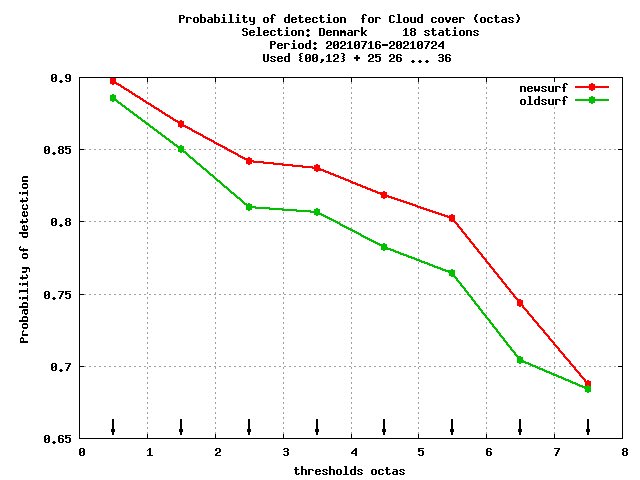 Probability of detection  for Cloud cover (octas)
Selection: Denmark     18 stations
Period: 20210716-20210724
Used {00,12} + 25 26 ... 36
newsurf
oldsurf
0.9
0.85
0.8
0.75
0.7
0.65
Probability of detection
0 1 2 3 4 5 6 7 8
thresholds octas